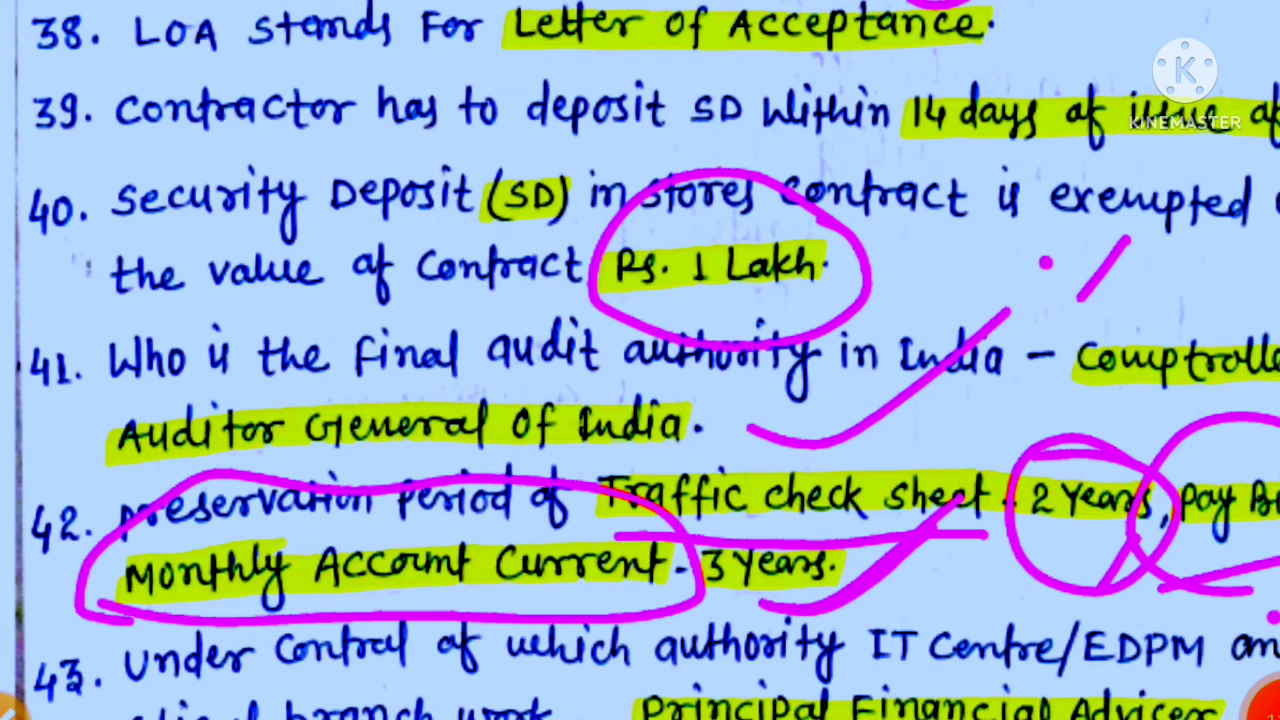 38. LOA stands For Letter of Acceptance.
39. Contractor has to deposit SD Within 14 days of issue of
K
KINEMASTER
40. Security Deposit (SD) in stores contract is exempted
the value of Contract Rs. 1 Lakh.
41. Who is the final audit authority in India - Comptrolle
Auditor General Of India.
42. preservation period of Traffic check sheet - 2 Years, Pay B
Monthly Account Current - 3 Years.
43. Under Control of which authority IT Centre/EDPM an
branch work Principal Financial Adviser